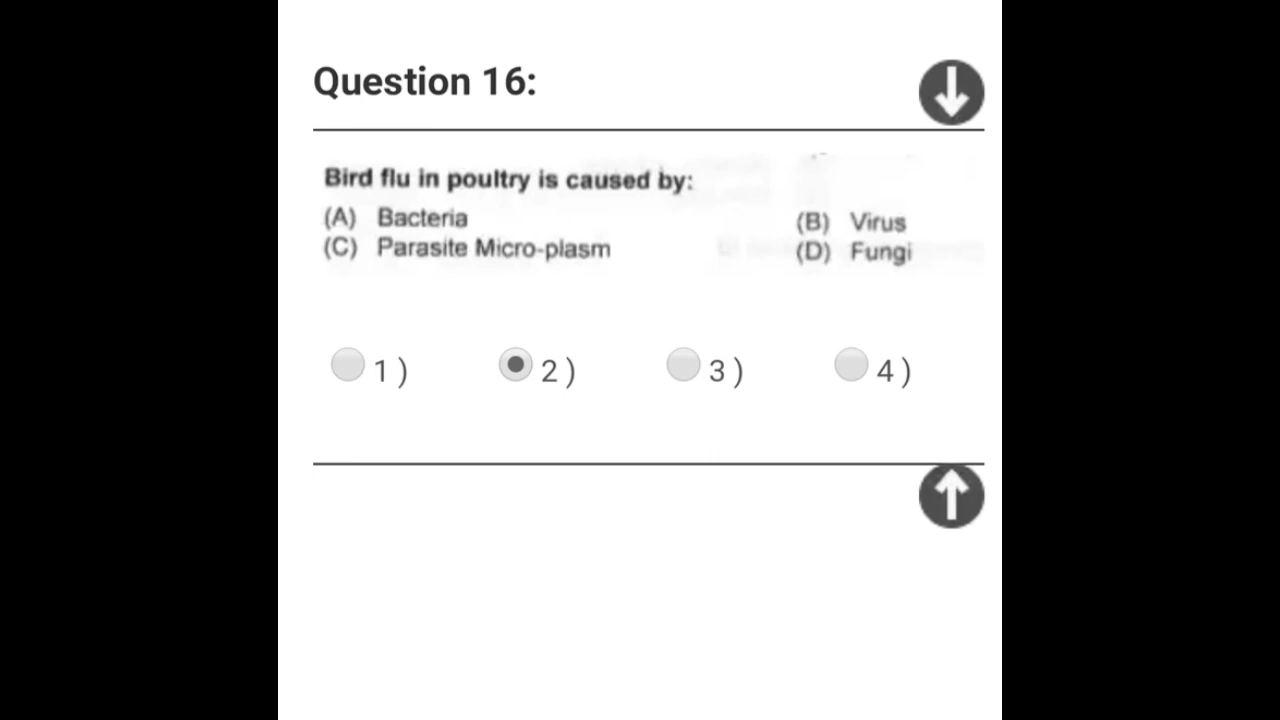 Question 16:
Bird flu in poultry is caused by:
(A) Bacteria (B) Virus
(C) Parasite Micro-plasm (D) Fungi
1 ) 2 ) 3 ) 4 )